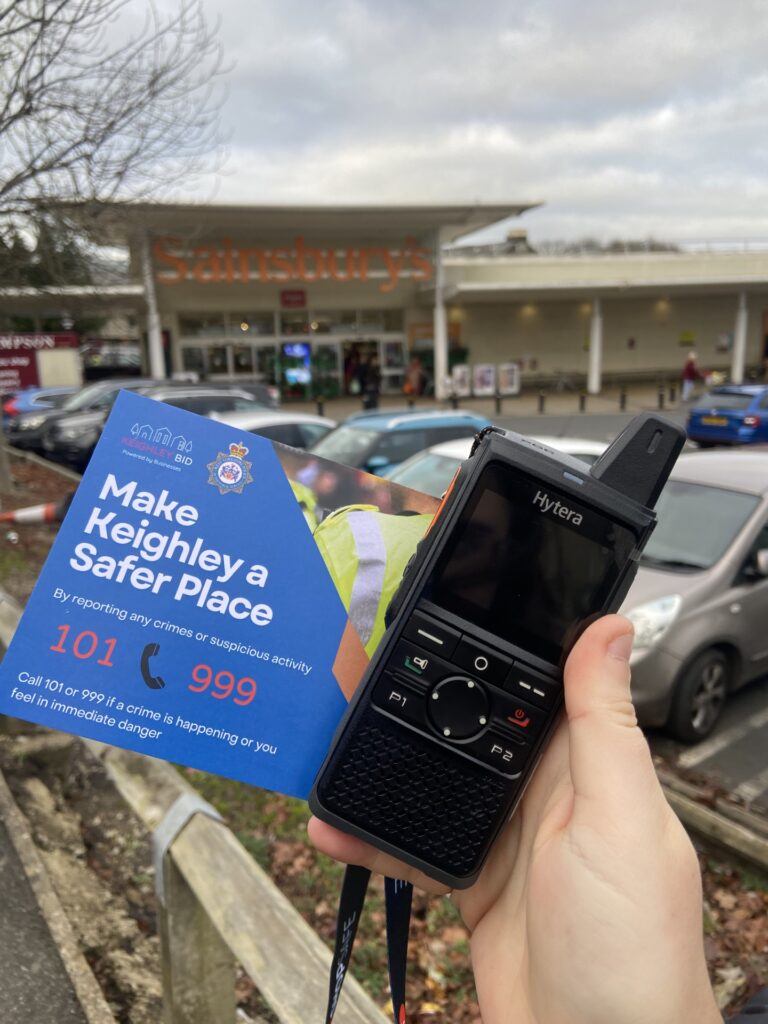 Sainsbury's
MPSON
KEIGHLEY BID
Powered by Businesses
Make
Keighley a
Safer Place
By reporting any crimes or suspicious activity
101 999
Call 101 or 999 if a crime is happening or you
feel in immediate danger
Hytera
P1
P2